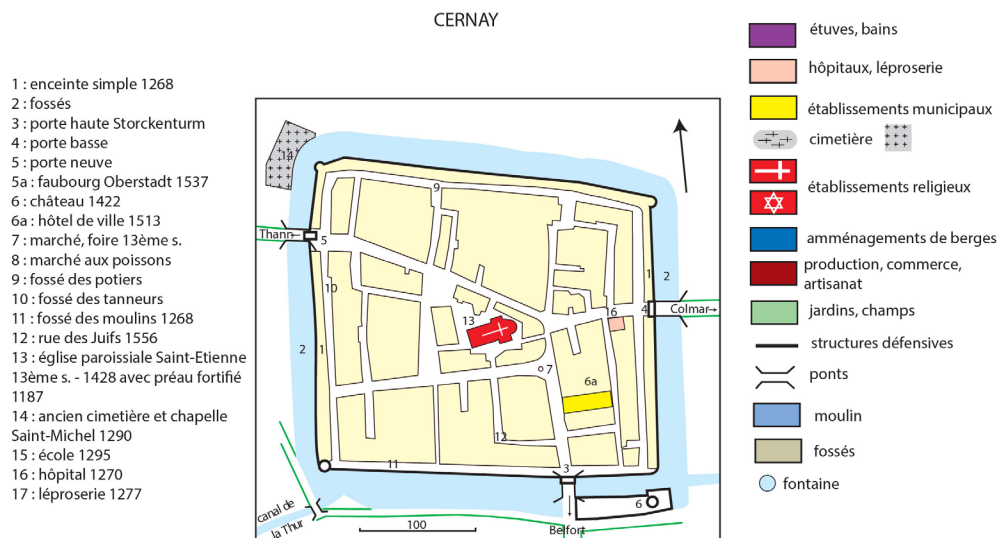 CERNAY
1 : enceinte simple 1268
2 : fossés
3 : porte haute Storckenturm
4 : porte basse
5 : porte neuve
5a : faubourg Oberstadt 1537
6 : château 1422
6a : hôtel de ville 1513
7 : marché, foire 13ème s.
8 : marché aux poissons
9 : fossé des potiers
10 : fossé des tanneurs
11 : fossé des moulins 1268
12 : rue des Juifs 1556
13 : église paroissiale Saint-Etienne
13ème s. - 1428 avec préau fortifié
1187
14 : ancien cimetière et chapelle
Saint-Michel 1290
15 : école 1295
16 : hôpital 1270
17 : léproserie 1277
14
9
Thann
5
10
1
2
16
4
Colmar
13
2
1
7
6a
12
11
3
6
canal de
la Thur
100
Belfort
étuves, bains
hôpitaux, léproserie
établissements municipaux
cimetière
établissements religieux
amménagements de berges
production, commerce,
artisanat
jardins, champs
structures défensives
ponts
moulin
fossés
fontaine